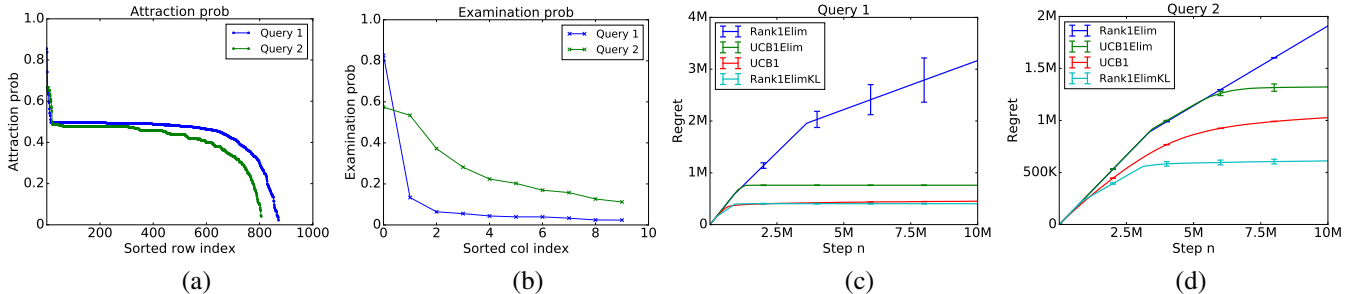 Attraction prob
Attraction prob
1.0
0.8
0.6
0.4
0.2
0
200
400
600
800
1000
Sorted row index
Query 1
Query 2
(a)
Examination prob
Examination prob
1.0
0.8
0.6
0.4
0.2
0.0
0
2
4
6
8
10
Sorted col index
Query 1
Query 2
(b)
Query 1
Regret
4M
3M
2M
1M
0
2.5M
5M
7.5M
10M
Step n
Rank1Elim
UCB1Elim
UCB1
Rank1ElimKL
(c)
Query 2
Regret
2M
1.5M
1M
500K
0
2.5M
5M
7.5M
10M
Step n
Rank1Elim
UCB1Elim
UCB1
Rank1ElimKL
(d)